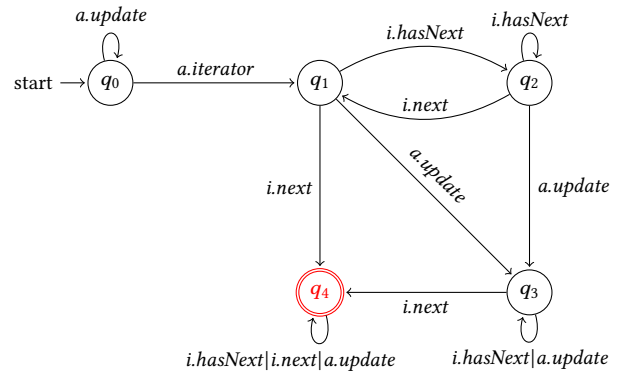 a.update
i.hasNext
i.hasNext
start
q0
a.iterator
q1
q2
i.next
a.update
i.next
a.update
q4
i.next
q3
i.hasNext|i.next|a.update
i.hasNext|a.update